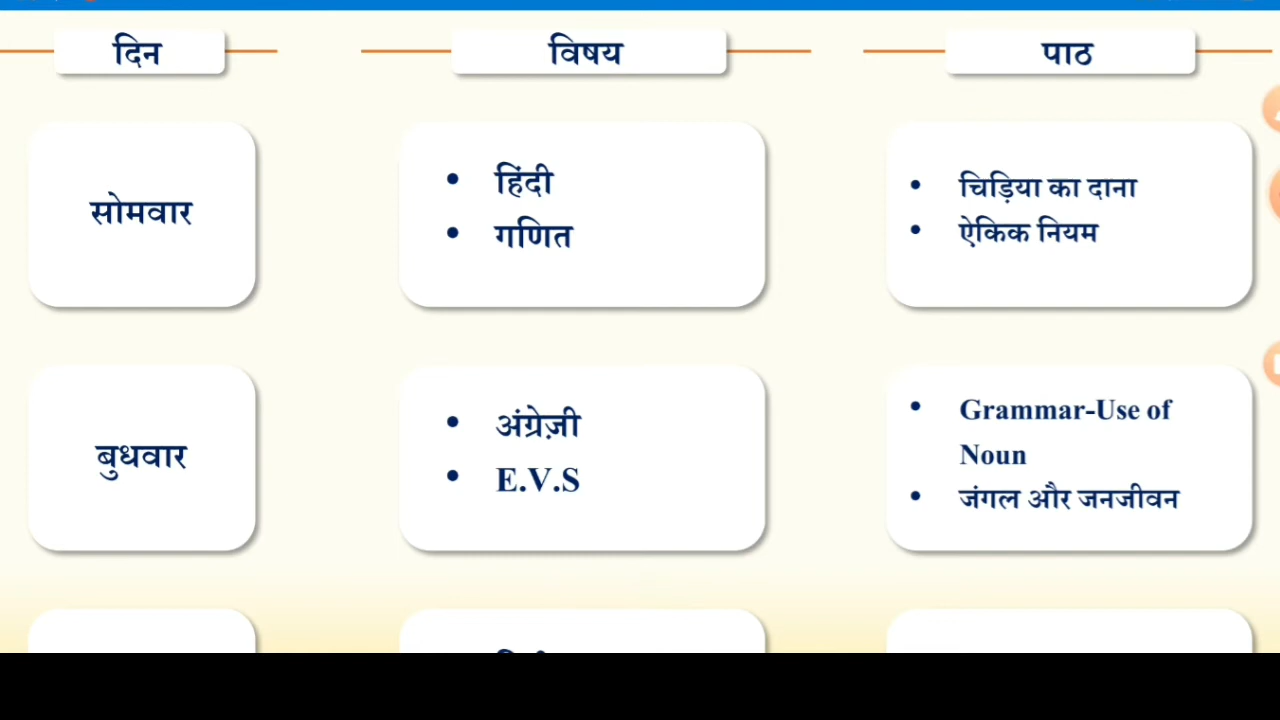 दिन
विषय
पाठ
सोमवार
हिंदी
गणित
चिड़िया का दाना
ऐकिक नियम
बुधवार
अंग्रेज़ी
E.V.S
Grammar-Use of
Noun
जंगल और जनजीवन